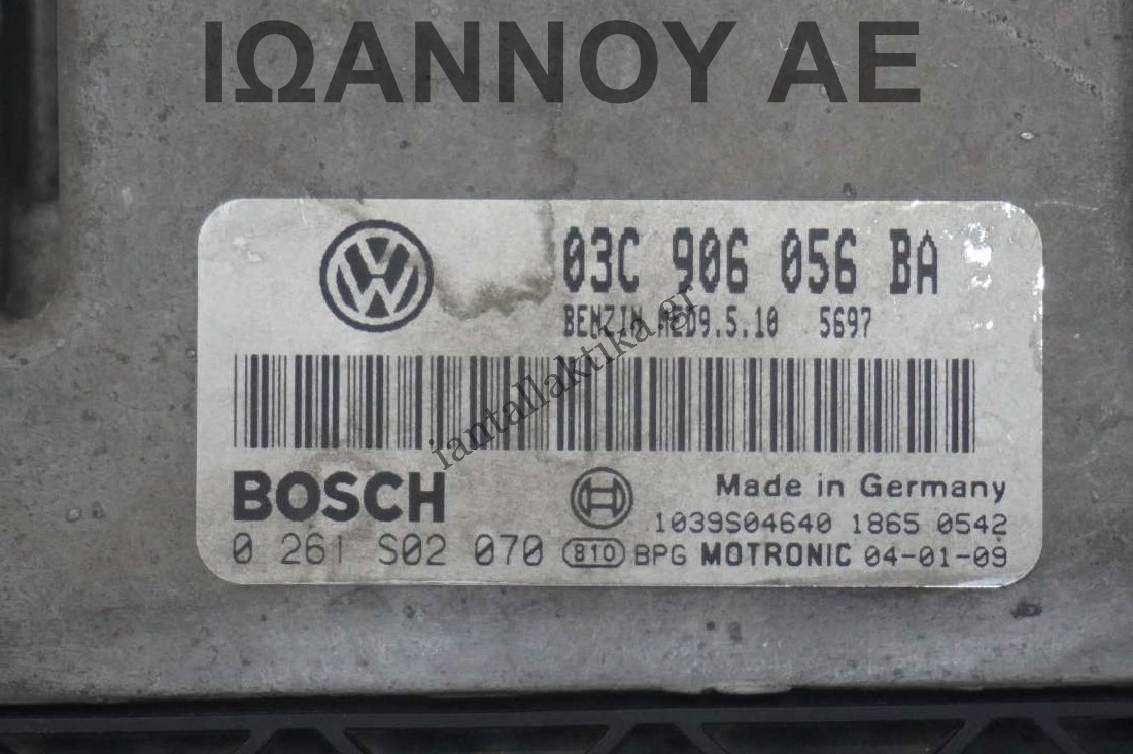 ΙΩΑΝΝΟΥ ΑΕ
03C 906 056 BA
BENZIN MED9.5.10 5697
iantallaktika.gr
BOSCH
Made in Germany
1039S04640 1865 0542
0 261 S02 070 810 BPG MOTRONIC 04-01-09